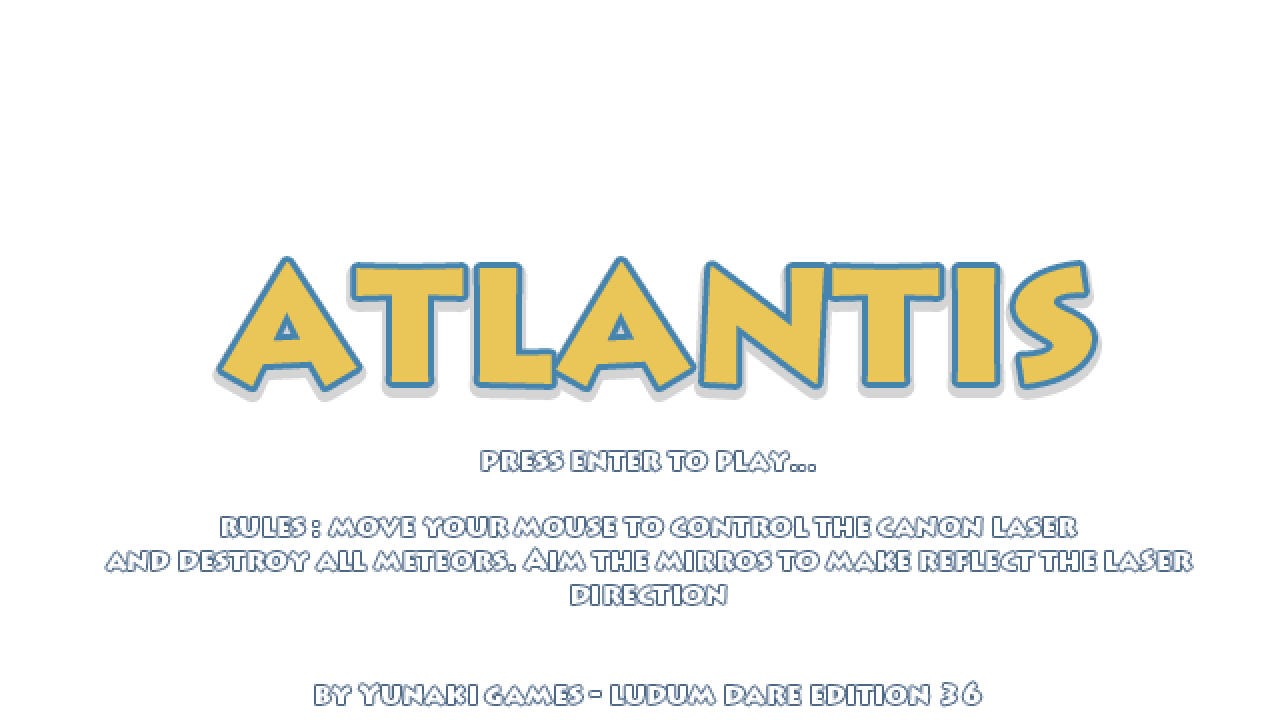 ATLANTIS
PRESS ENTER TO PLAY...
RULES : MOVE YOUR MOUSE TO CONTROL THE CANON LASER
AND DESTROY ALL METEORS. AIM THE MIRROS TO MAKE REFLECT THE LASER
DIRECTION
BY YUNAKI GAMES - LUDUM DARE EDITION 36